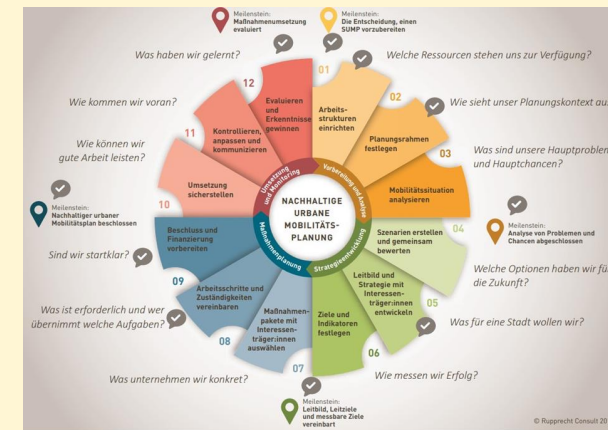 Meilenstein:
Maßnahmenumsetzung
evaluiert
Meilenstein:
Die Entscheidung, einen
SUMP vorzubereiten
Was haben wir gelernt?
Welche Ressourcen stehen uns zur Verfügung?
Wie kommen wir voran?
Wie sieht unser Planungskontext aus
Wie können wir
gute Arbeit leisten?
Was sind unsere Hauptproblem
und Hauptchancen?
12
Evaluieren
und
Erkenntnisse
gewinnen
01
Arbeits-
strukturen
einrichten
02
Planungsrahmen
festlegen
03
Mobilitätssituation
analysieren
11
Kontrollieren,
anpassen und
kommunizieren
10
Umsetzung
sicherstellen
Umsetzung
und Monitoring
Vorbereitung und Analyse
NACHHALTIGE
URBANE
MOBILITÄTS-
PLANUNG
Maßnahmenplanung
Strategieentwicklung
Meilenstein:
Nachhaltiger urbaner
Mobilitätsplan beschlossen
Meilenstein:
Analyse von Problemen und
Chancen abgeschlossen
04
Szenarien erstellen
und gemeinsam
bewerten
Beschluss und
Finanzierung
vorbereiten
09
Sind wir startklar?
Welche Optionen haben wir fü
die Zukunft?
05
Leitbild und
Strategie mit
Interessen-
träger:innen
entwickeln
Arbeitsschritte und
Zuständigkeiten
vereinbaren
08
Was ist erforderlich und wer
übernimmt welche Aufgaben?
Was für eine Stadt wollen wir?
Maßnahmen-
pakete mit
Interessen-
träger:innen
auswählen
07
Ziele und
Indikatoren
festlegen
06
Was unternehmen wir konkret?
Wie messen wir Erfolg?
Meilenstein:
Leitbild, Leitziele
und messbare Ziele
vereinbart
© Rupprecht Consult 20